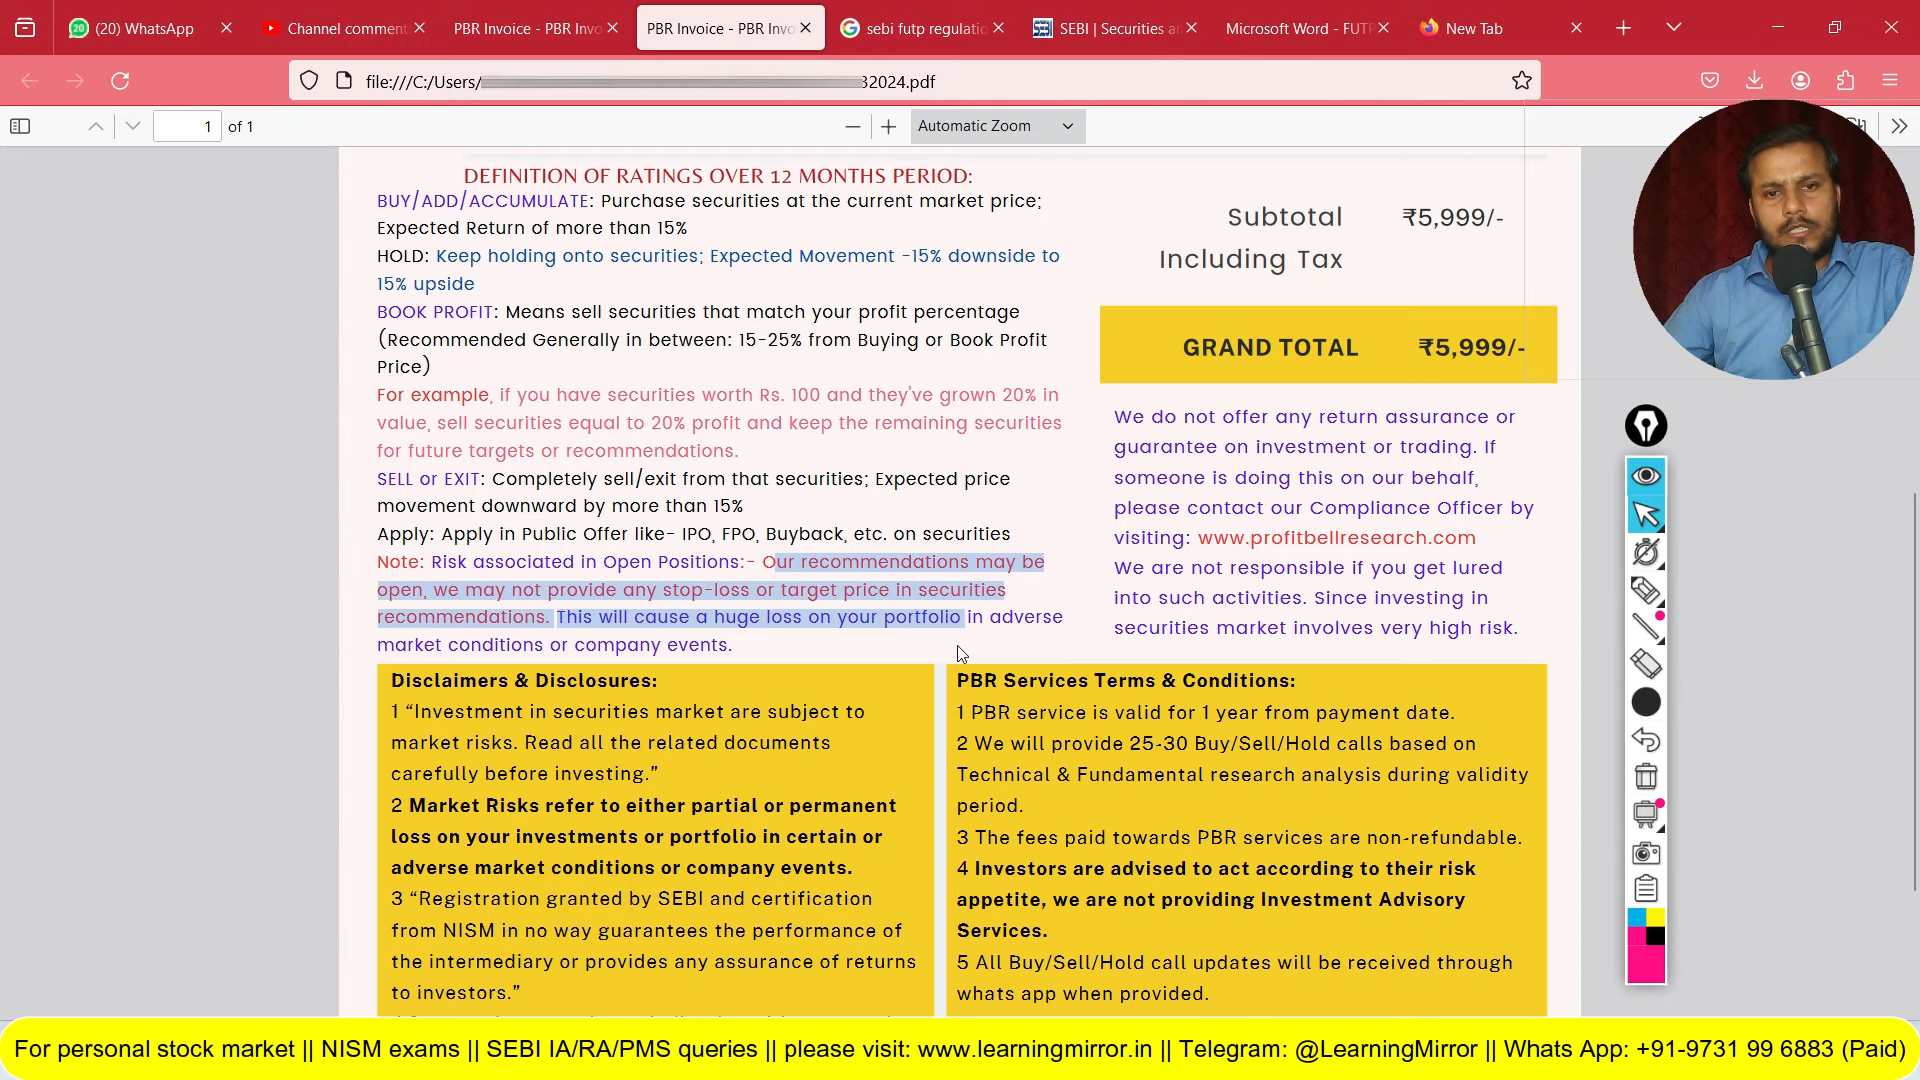 (20) WhatsApp
Channel comment
PBR Invoice - PBR Invo
PBR Invoice - PBR Invo
sebi futp regulatio
SEBI | Securities a
Microsoft Word - FUTP
New Tab
file:///C:/Users/
32024.pdf
1 of 1
Automatic Zoom
DEFINITION OF RATINGS OVER 12 MONTHS PERIOD:
BUY/ADD/ACCUMULATE: Purchase securities at the current market price;
Expected Return of more than 15%
HOLD: Keep holding onto securities; Expected Movement -15% downside to
15% upside
BOOK PROFIT: Means sell securities that match your profit percentage
(Recommended Generally in between: 15-25% from Buying or Book Profit
Price)
For example, if you have securities worth Rs. 100 and they've grown 20% in
value, sell securities equal to 20% profit and keep the remaining securities
for future targets or recommendations.
SELL or EXIT: Completely sell/exit from that securities; Expected price
movement downward by more than 15%
Apply: Apply in Public Offer like- IPO, FPO, Buyback, etc. on securities
Note: Risk associated in Open Positions:- Our recommendations may be
open, we may not provide any stop-loss or target price in securities
recommendations. This will cause a huge loss on your portfolio in adverse
market conditions or company events.
Subtotal ₹5,999/-
Including Tax
GRAND TOTAL ₹5,999/-
We do not offer any return assurance or
guarantee on investment or trading. If
someone is doing this on our behalf,
please contact our Compliance Officer by
visiting: www.profitbellresearch.com
We are not responsible if you get lured
into such activities. Since investing in
securities market involves very high risk.
Disclaimers & Disclosures:
1 “Investment in securities market are subject to
market risks. Read all the related documents
carefully before investing.”
2 Market Risks refer to either partial or permanent
loss on your investments or portfolio in certain or
adverse market conditions or company events.
3 “Registration granted by SEBI and certification
from NISM in no way guarantees the performance of
the intermediary or provides any assurance of returns
to investors.”
PBR Services Terms & Conditions:
1 PBR service is valid for 1 year from payment date.
2 We will provide 25-30 Buy/Sell/Hold calls based on
Technical & Fundamental research analysis during validity
period.
3 The fees paid towards PBR services are non-refundable.
4 Investors are advised to act according to their risk
appetite, we are not providing Investment Advisory
Services.
5 All Buy/Sell/Hold call updates will be received through
whats app when provided.
For personal stock market || NISM exams || SEBI IA/RA/PMS queries || please visit: www.learningmirror.in || Telegram: @LearningMirror || Whats App: +91-9731 99 6883 (Paid)